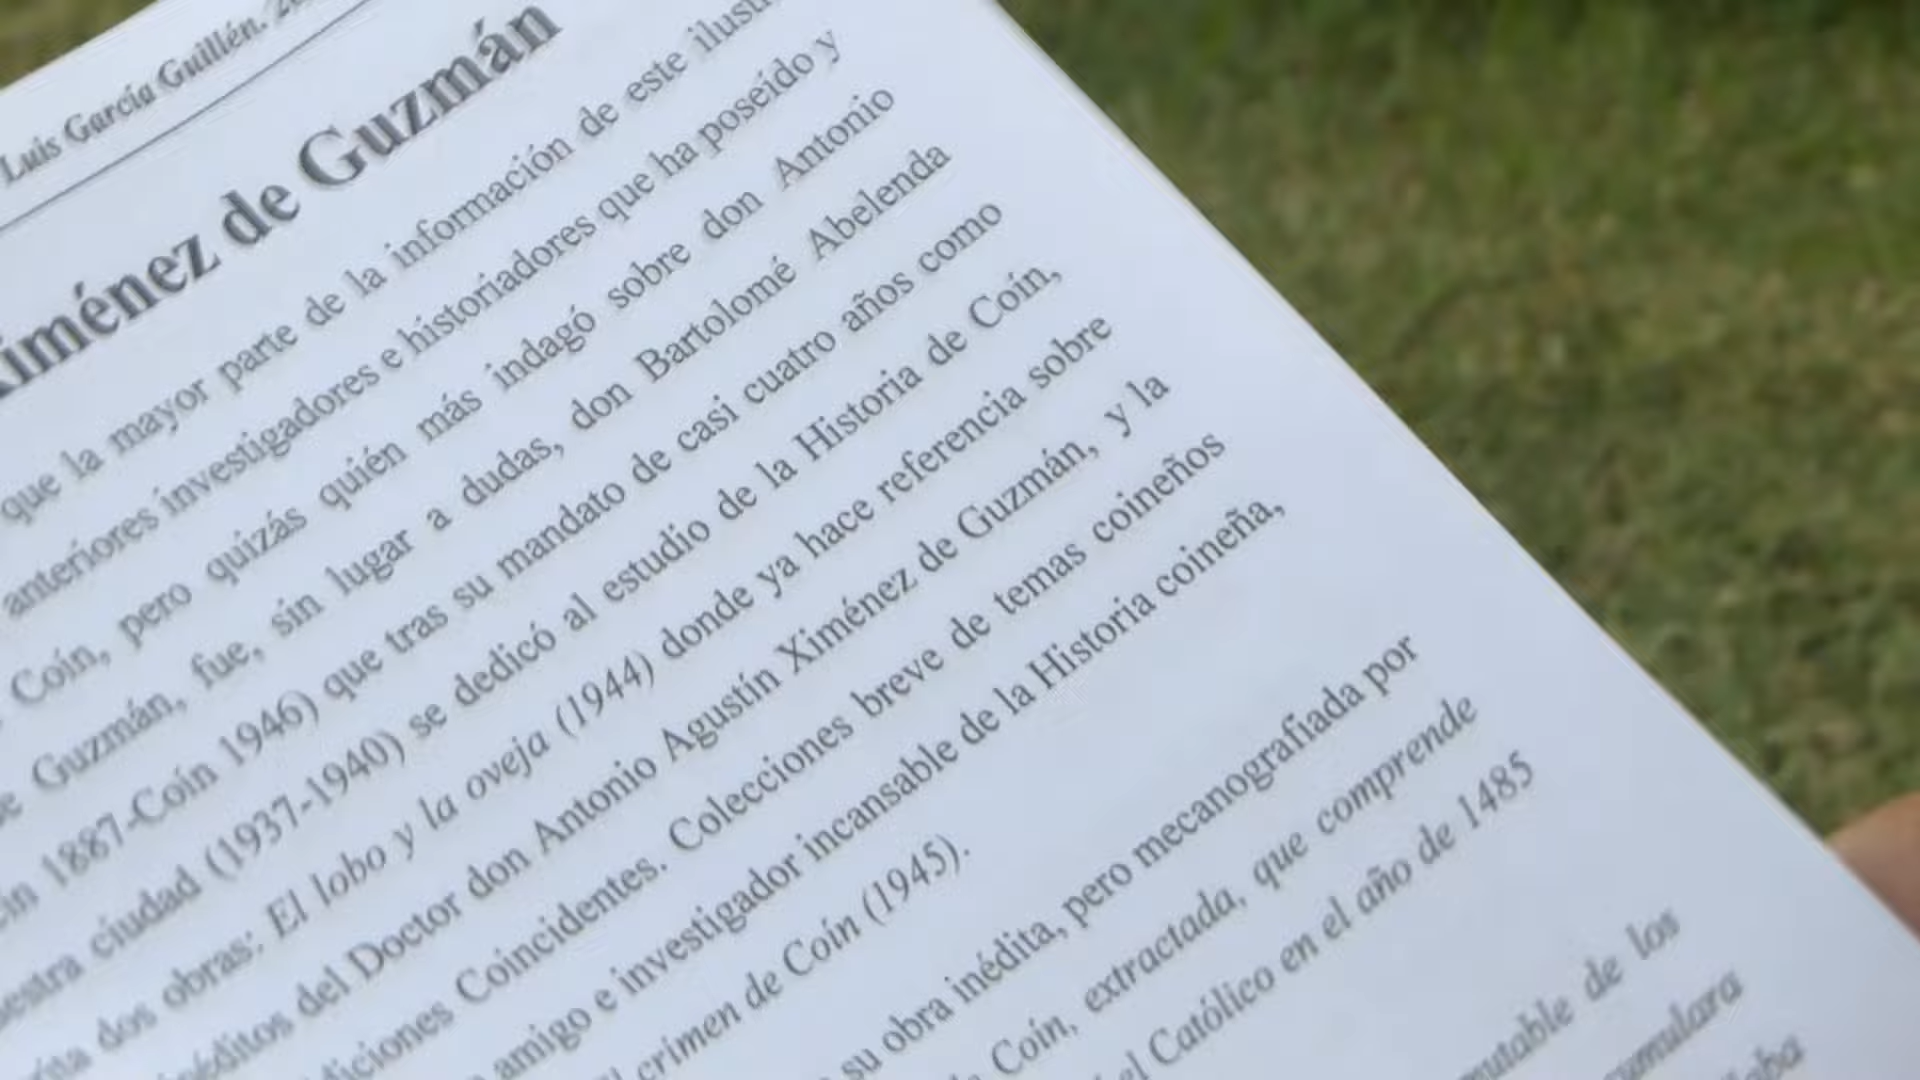 Luis García Guillén.
Ximénez de Guzmán
que la mayor parte de la información de este
anteriores investigadores e historiadores que ha poseído y
Coín, pero quizás quién más indagó sobre don Antonio
Guzmán, fue, sin lugar a dudas, don Bartolomé Abelenda
1887-Coín 1946) que tras su mandato de casi cuatro años como
ciudad (1937-1940) se dedicó al estudio de la Historia de Coín,
dos obras: El lobo y la oveja (1944) donde ya hace referencia sobre
del Doctor don Antonio Agustín Ximénez de Guzmán, y la
Coincidentes. Colecciones breve de temas coineños
amigo e investigador incansable de la Historia coineña,
crimen de Coín (1945).
su obra inédita, pero mecanografiada por
Coín, extractada, que comprende
el Católico en el año de 1485
de los